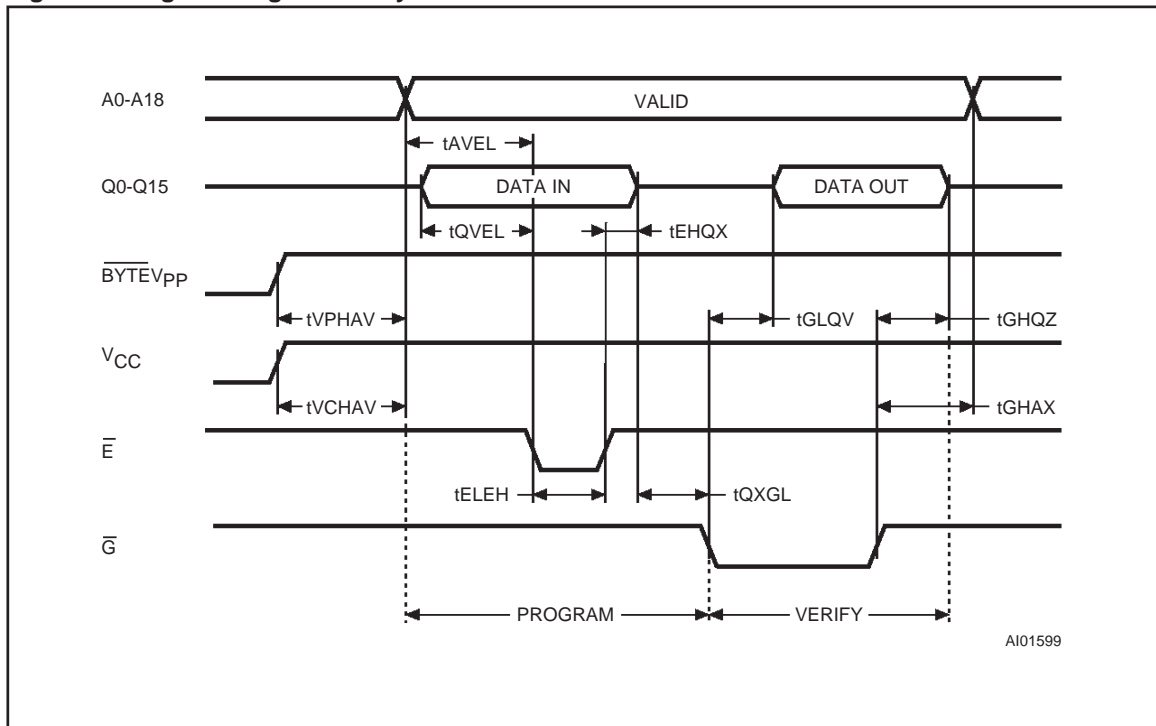 A0-A18
VALID
tAVEL
Q0-Q15
DATA IN
DATA OUT
tQVEL
tEHQX
BYTEVPP
tVPHAV
tGLQV
tGHQZ
VCC
tVCHAV
tGHAX
E
tELEH
tQXGL
G
PROGRAM
VERIFY
AI01599